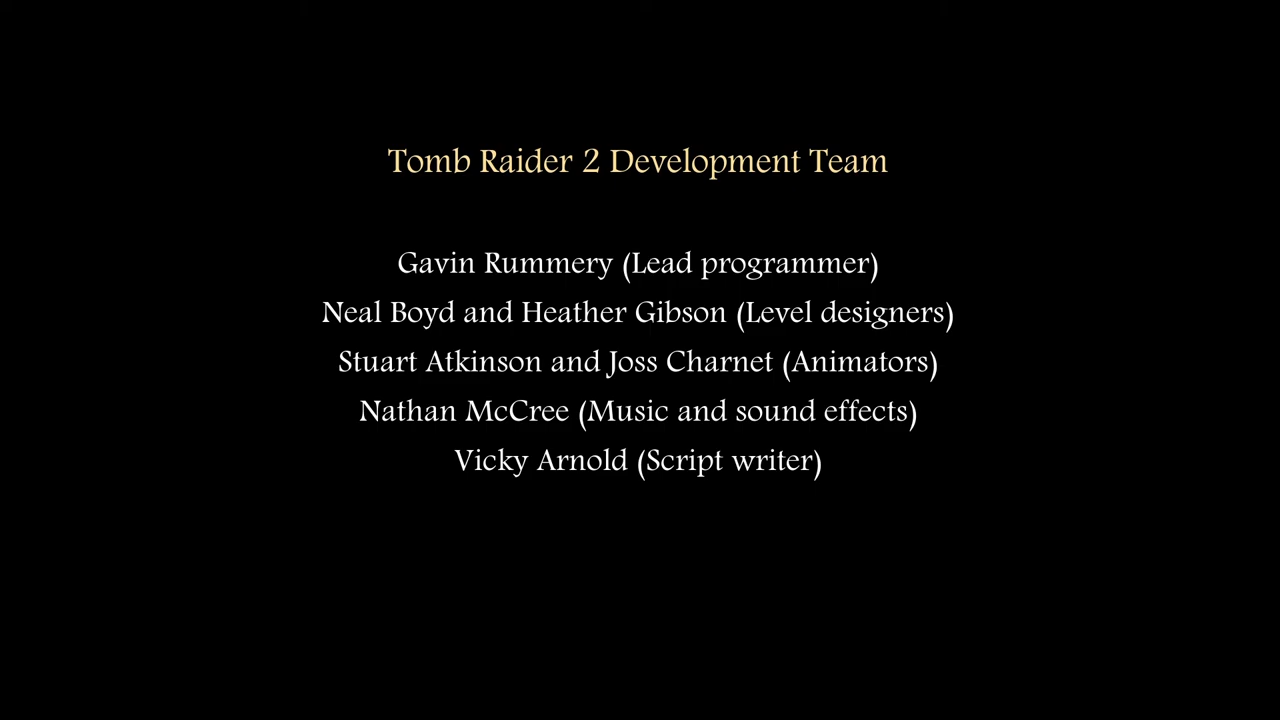 Tomb Raider 2 Development Team
Gavin Rummery (Lead programmer)
Neal Boyd and Heather Gibson (Level designers)
Stuart Atkinson and Joss Charnet (Animators)
Nathan McCree (Music and sound effects)
Vicky Arnold (Script writer)